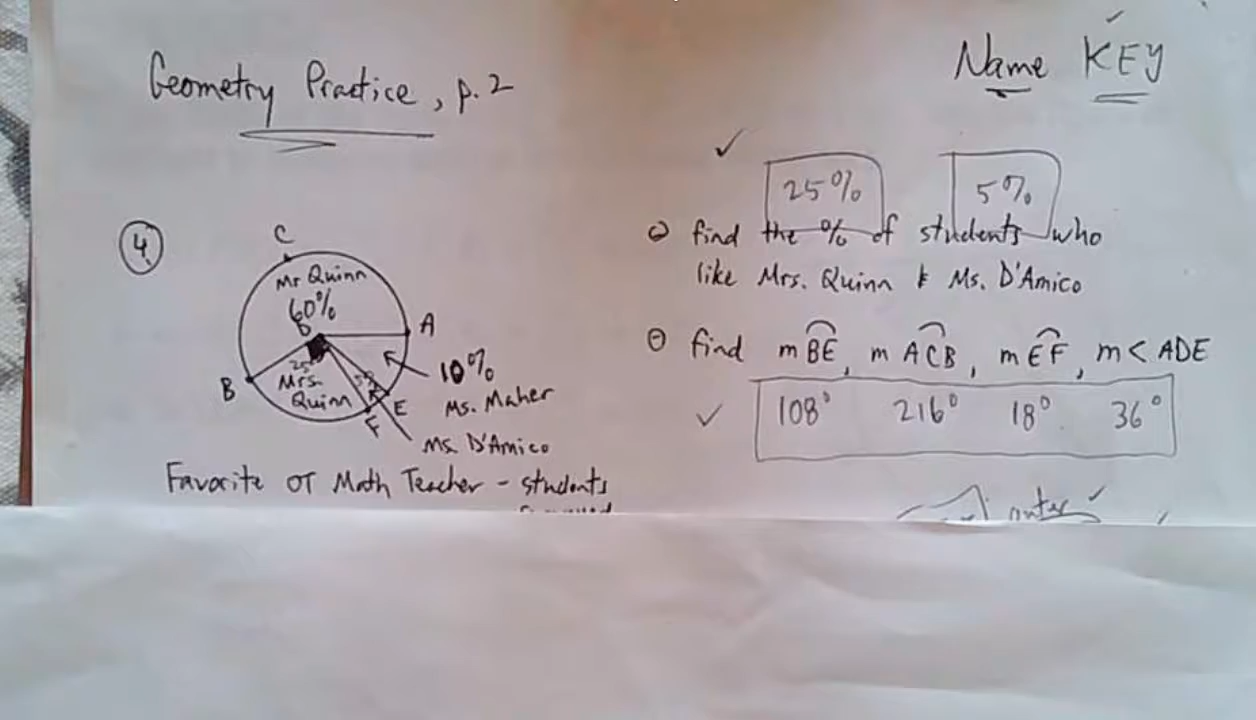 Geometry Practice, p.2
Name KEY
④
C
Mr Quinn
60%
D
A
B
25
Mrs.
Quinn
5%
E
F
10%
Ms. Maher
Ms. D'Amico
Favorite OT Math Teacher - students
25% 5%
find the % of students who
like Mrs. Quinn & Ms. D'Amico
find mBE, mACB, mEF, m< ADE
108° 216° 18° 36°